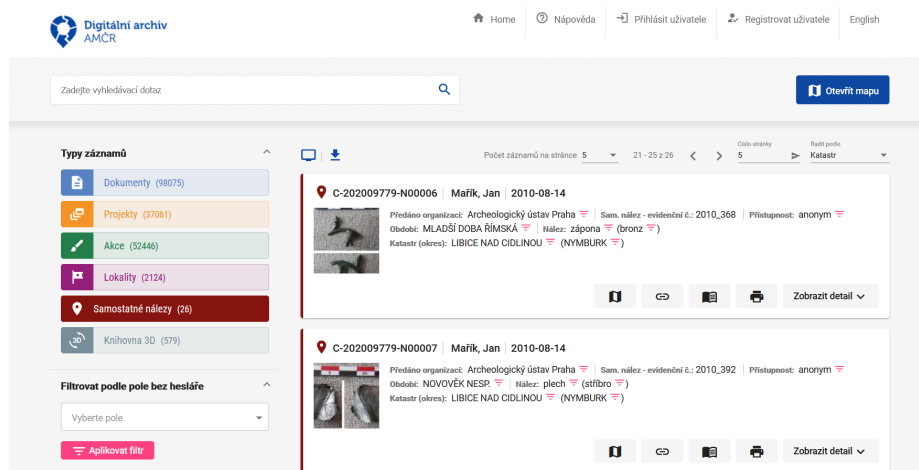 Digitální archiv
AMČR
Home
Nápověda
Přihlásit uživatele
Registrovat uživatele
English
Zadejte vyhledávací dotaz
Otevřít mapu
Typy záznamů
Dokumenty (98075)
Projekty (37061)
Akce (52446)
Lokality (2124)
Samostatné nálezy (26)
3D
Knihovna 3D (579)
Filtrovat podle pole bez hesláře
Vyberte pole
Aplikovat filtr
Počet záznamů na stránce 5
21 - 25 z 26
Číslo stránky
5
Řadit podle
Katastr
C-202009779-N00006 Mařík, Jan 2010-08-14
Předáno organizaci: Archeologický ústav Praha Sam. nález - evidenční č.: 2010_368 Přístupnost: anonym
Období: MLADŠÍ DOBA ŘÍMSKÁ Nález: zápona (bronz)
Katastr (okres): LIBICE NAD CIDLINOU (NYMBURK)
Zobrazit detail
C-202009779-N00007 Mařík, Jan 2010-08-14
Předáno organizaci: Archeologický ústav Praha Sam. nález - evidenční č.: 2010_392 Přístupnost: anonym
Období: NOVOVĚK NESP. Nález: plech (stříbro)
Katastr (okres): LIBICE NAD CIDLINOU (NYMBURK)
Zobrazit detail